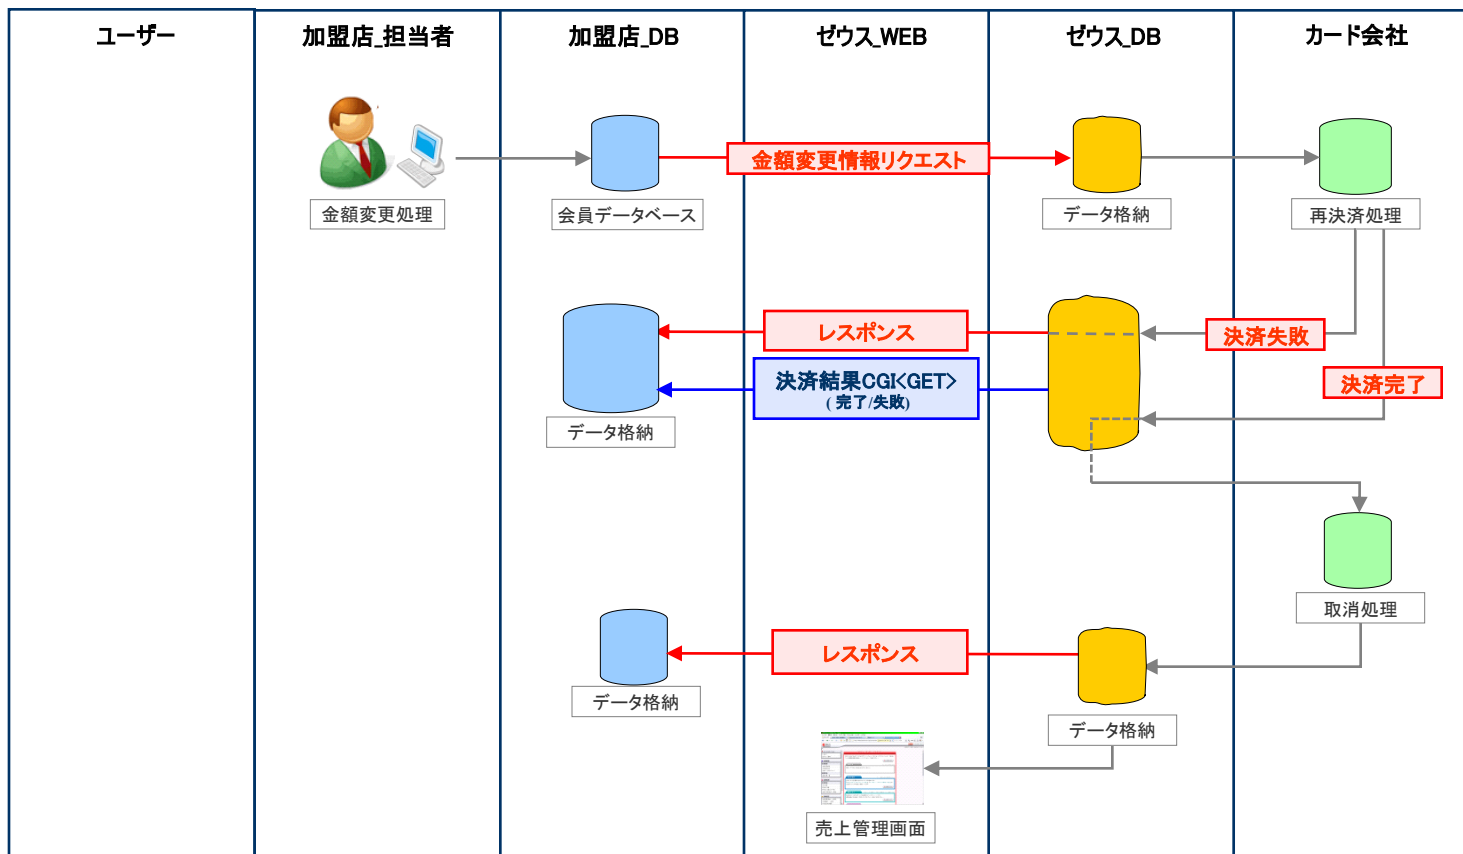 ユーザー
加盟店_担当者
加盟店_DB
ゼウス_WEB
ゼウス_DB
カード会社
金額変更情報リクエスト
金額変更処理
会員データベース
データ格納
再決済処理
レスポンス
決済失敗
決済結果CGI<GET>
(完了/失敗)
決済完了
データ格納
取消処理
レスポンス
データ格納
データ格納
売上管理画面